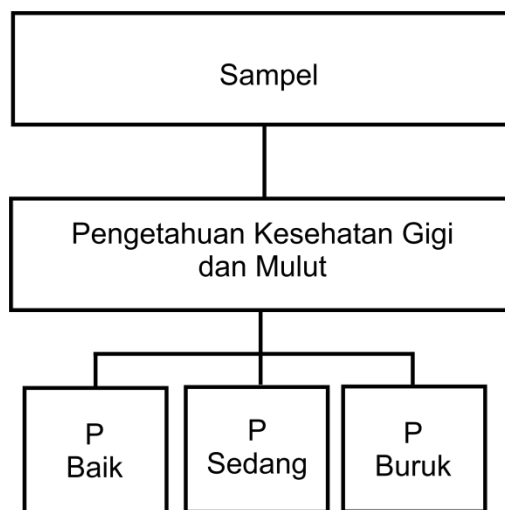 Sampel
Pengetahuan Kesehatan Gigi
dan Mulut
P
Baik
P
Sedang
P
Buruk